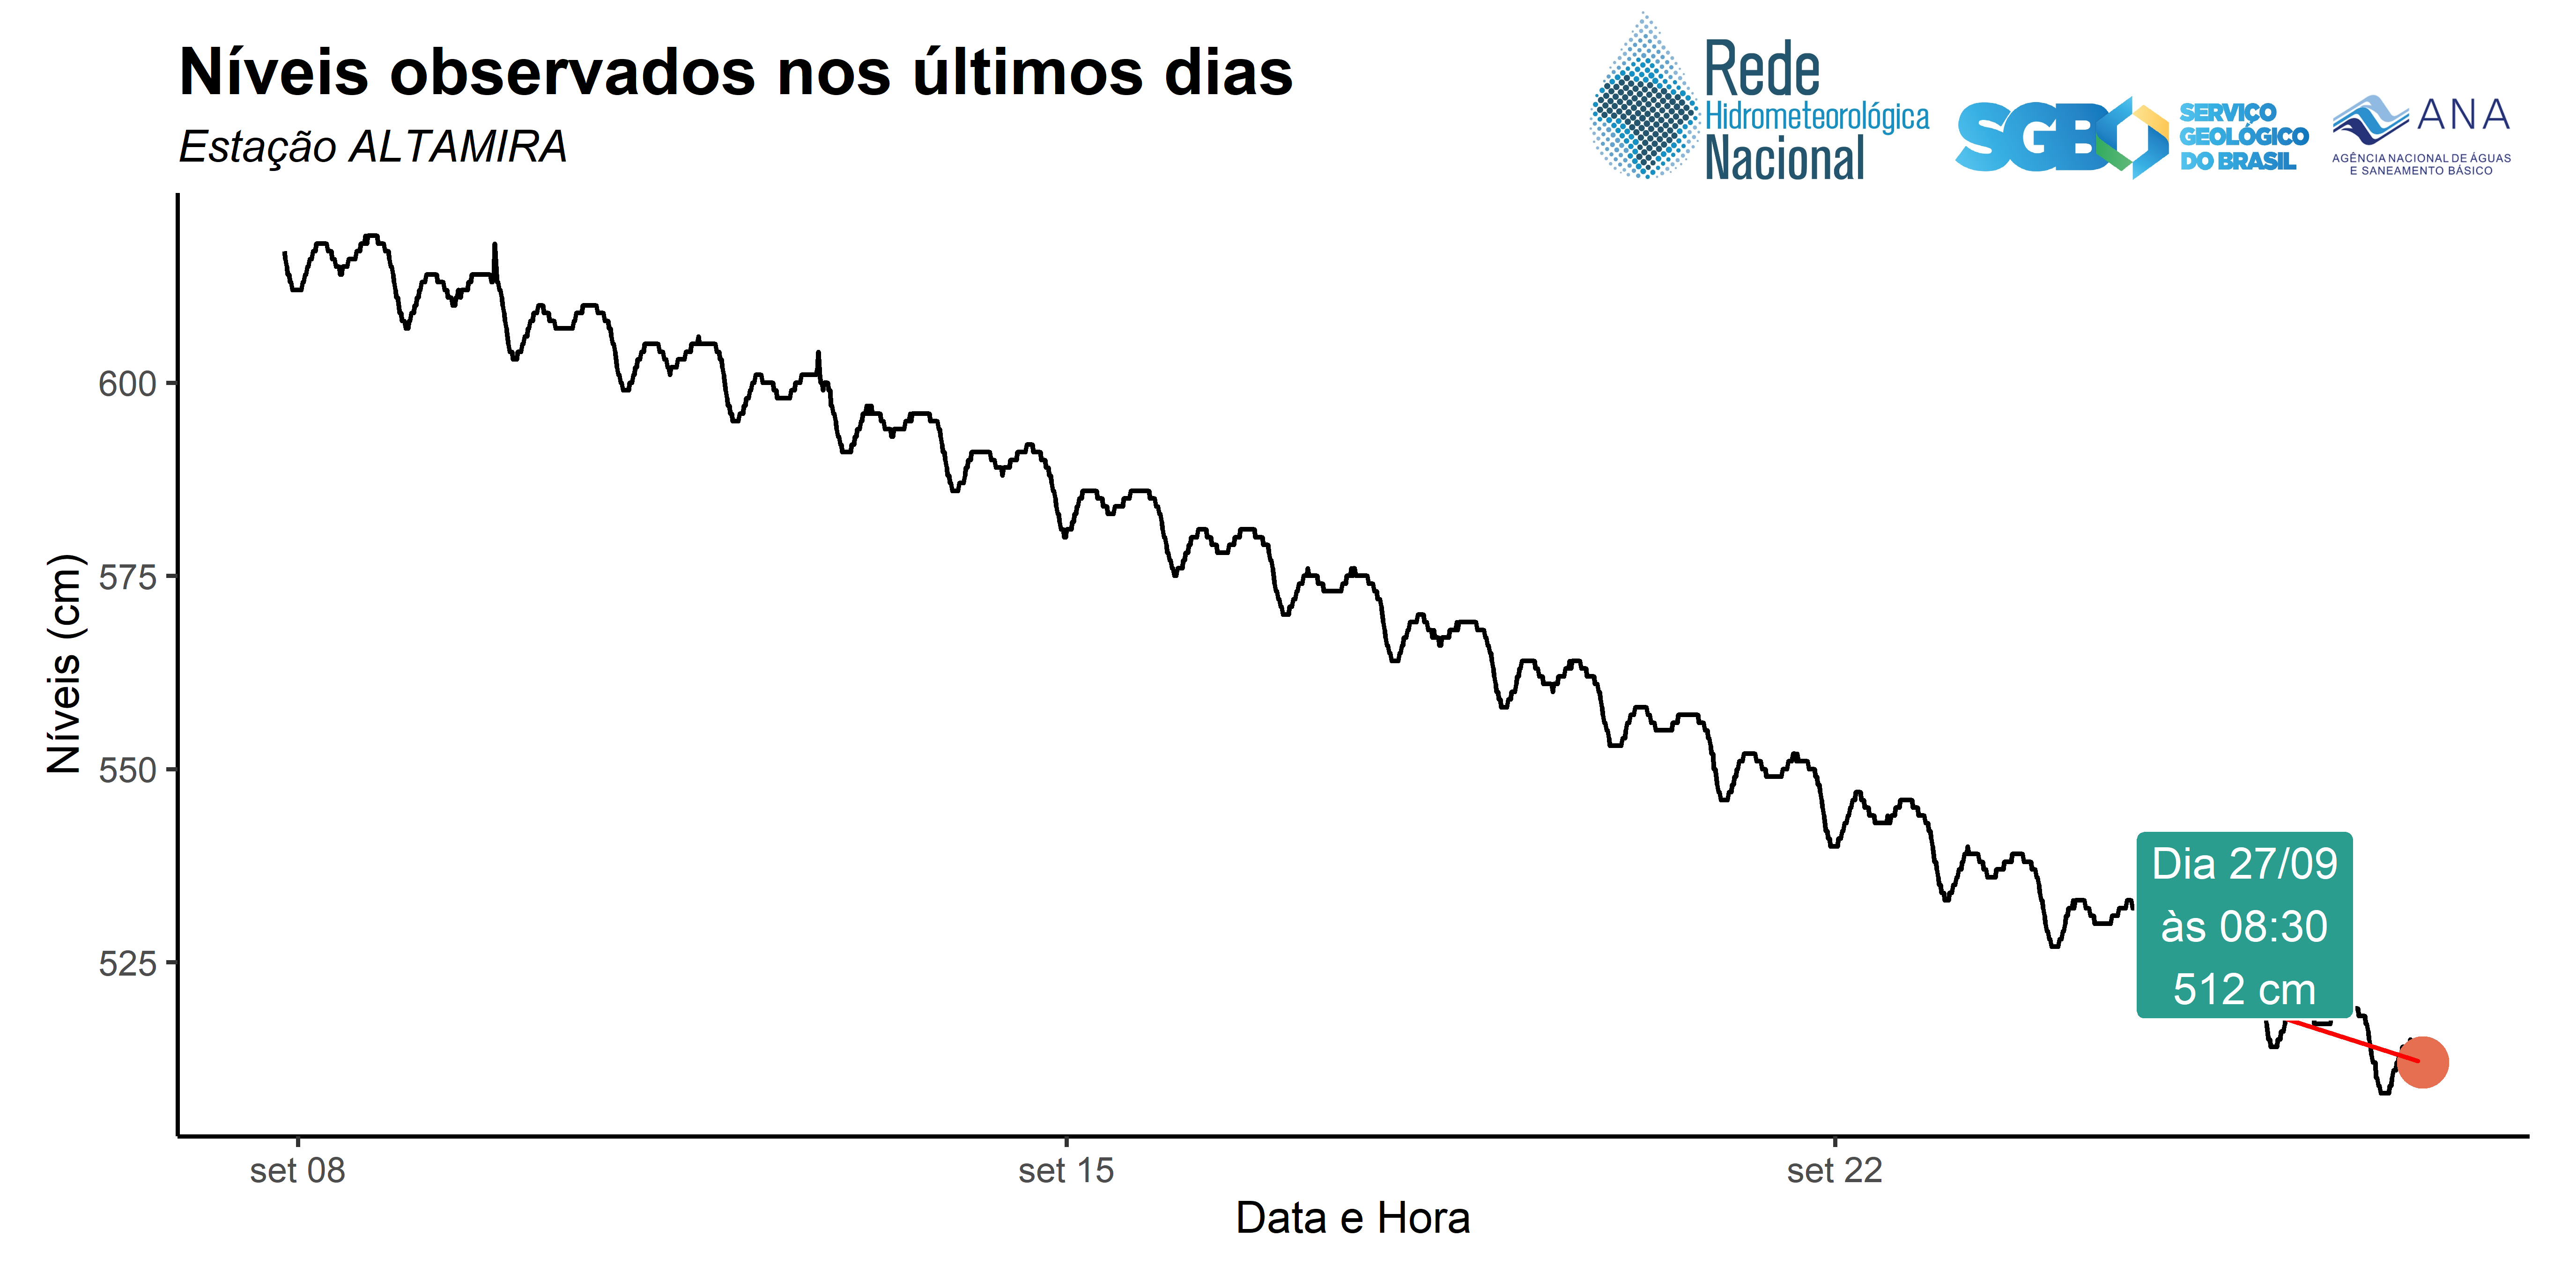 Níveis observados nos últimos dias
Estação ALTAMIRA
Rede
Hidrometeorológica
Nacional
SGB
SERVIÇO
GEOLÓGICO
DO BRASIL
ANA
AGÊNCIA NACIONAL DE ÁGUAS
E SANEAMENTO BÁSICO
Níveis (cm)
600
575
550
525
Dia 27/09
às 08:30
512 cm
set 08
set 15
set 22
Data e Hora